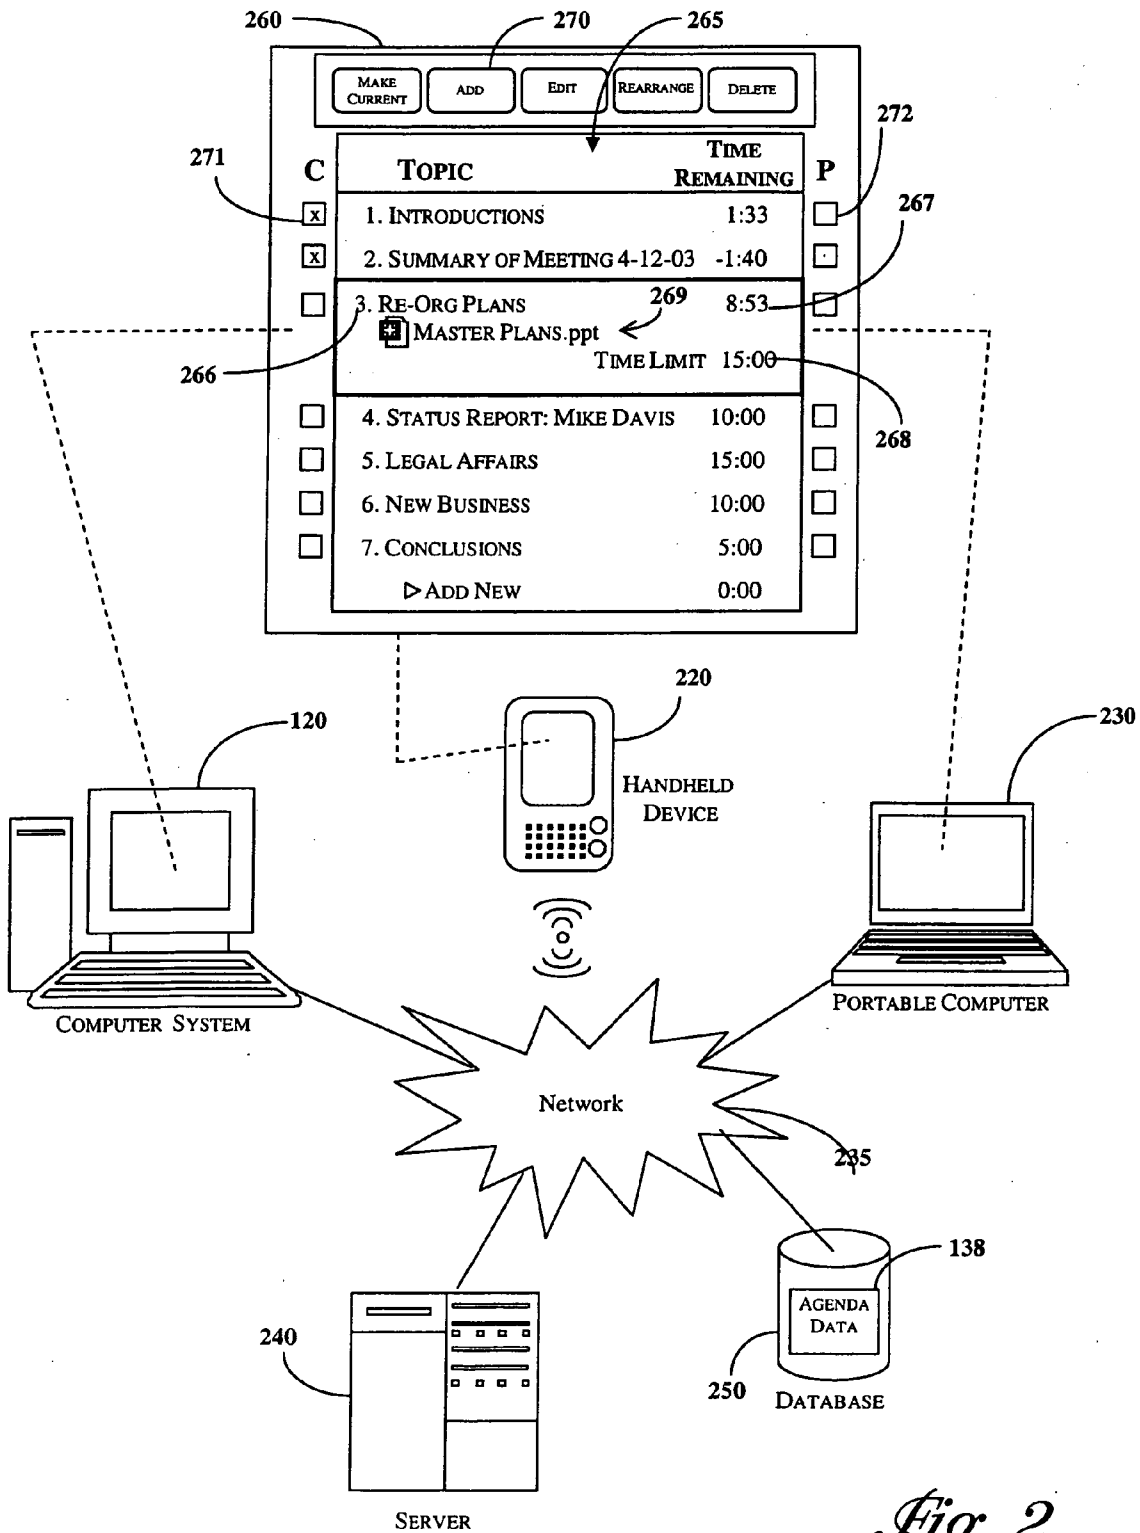 260
270
265
MAKE CURRENT
ADD
EDIT
REARRANGE
DELETE
272
271
C
TOPIC
TIME REMAINING
P
267
x 1. INTRODUCTIONS 1:33
x 2. SUMMARY OF MEETING 4-12-03 -1:40
3. RE-ORG PLANS 269 8:53
MASTER PLANS.ppt
TIME LIMIT 15:00
266
268
4. STATUS REPORT: MIKE DAVIS 10:00
5. LEGAL AFFAIRS 15:00
6. NEW BUSINESS 10:00
7. CONCLUSIONS 5:00
ADD NEW 0:00
220
120
230
HANDHELD
DEVICE
COMPUTER SYSTEM
PORTABLE COMPUTER
Network
235
138
AGENDA
DATA
240
250
DATABASE
SERVER
Fig. 2